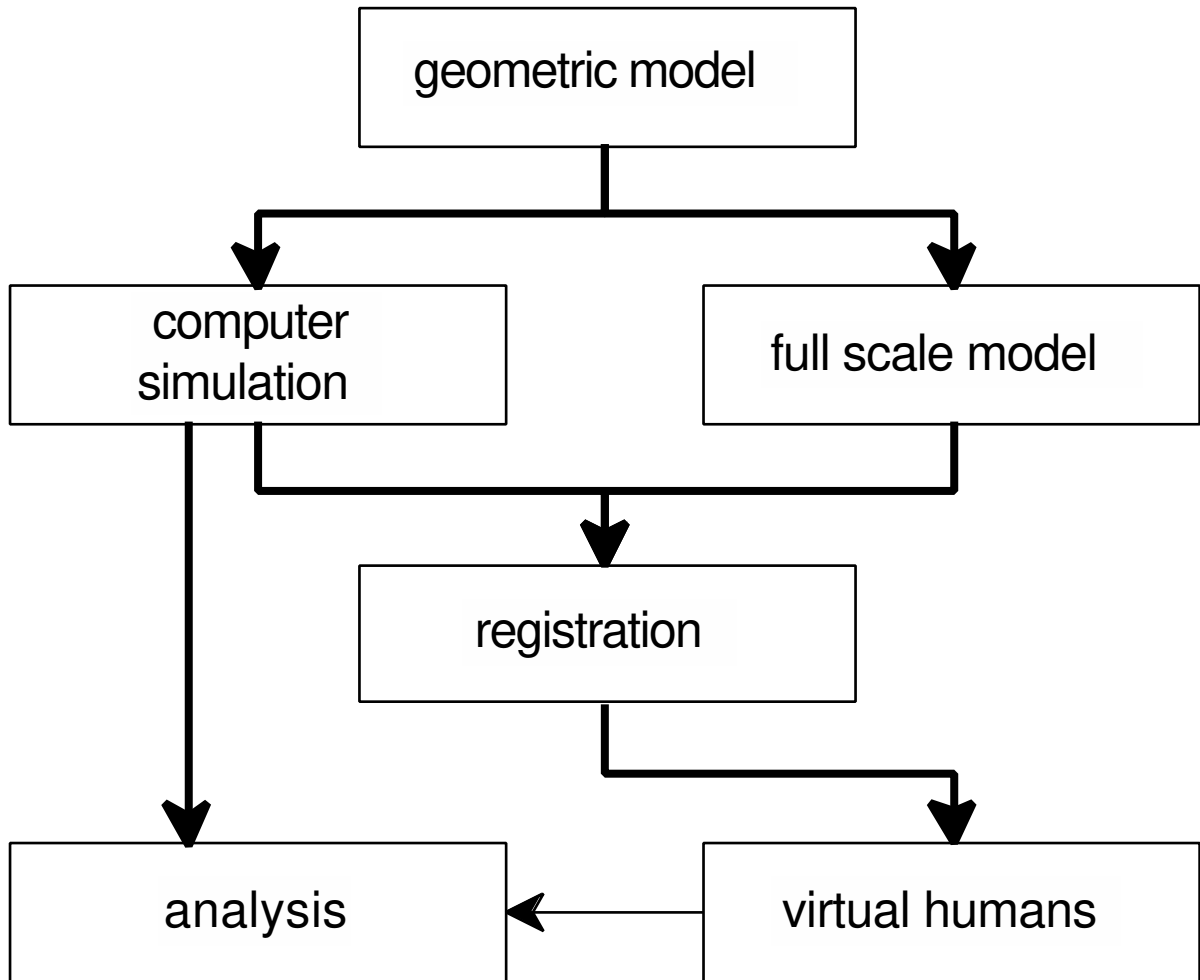 geometric model
computer
simulation
full scale model
registration
analysis
virtual humans